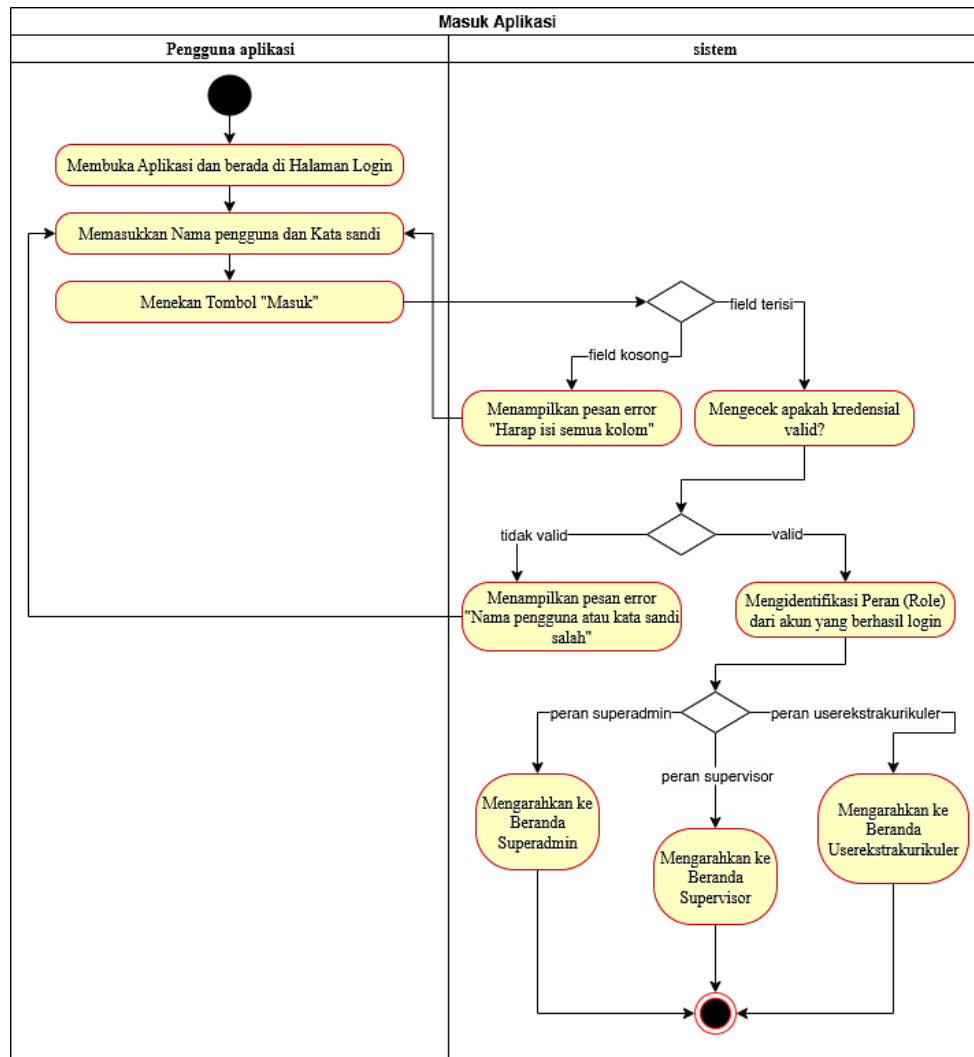 Masuk Aplikasi
Pengguna aplikasi
sistem
Membuka Aplikasi dan berada di Halaman Login
Memasukkan Nama pengguna dan Kata sandi
Menekan Tombol "Masuk"
field terisi
field kosong
Menampilkan pesan error
"Harap isi semua kolom"
Mengecek apakah kredensial
valid?
tidak valid
valid
Menampilkan pesan error
"Nama pengguna atau kata sandi
salah"
Mengidentifikasi Peran (Role)
dari akun yang berhasil login
peran superadmin
peran userekstrakurikuler
peran supervisor
Mengarahkan ke
Beranda
Superadmin
Mengarahkan ke
Beranda
Supervisor
Mengarahkan ke
Beranda
Userekstrakurikuler